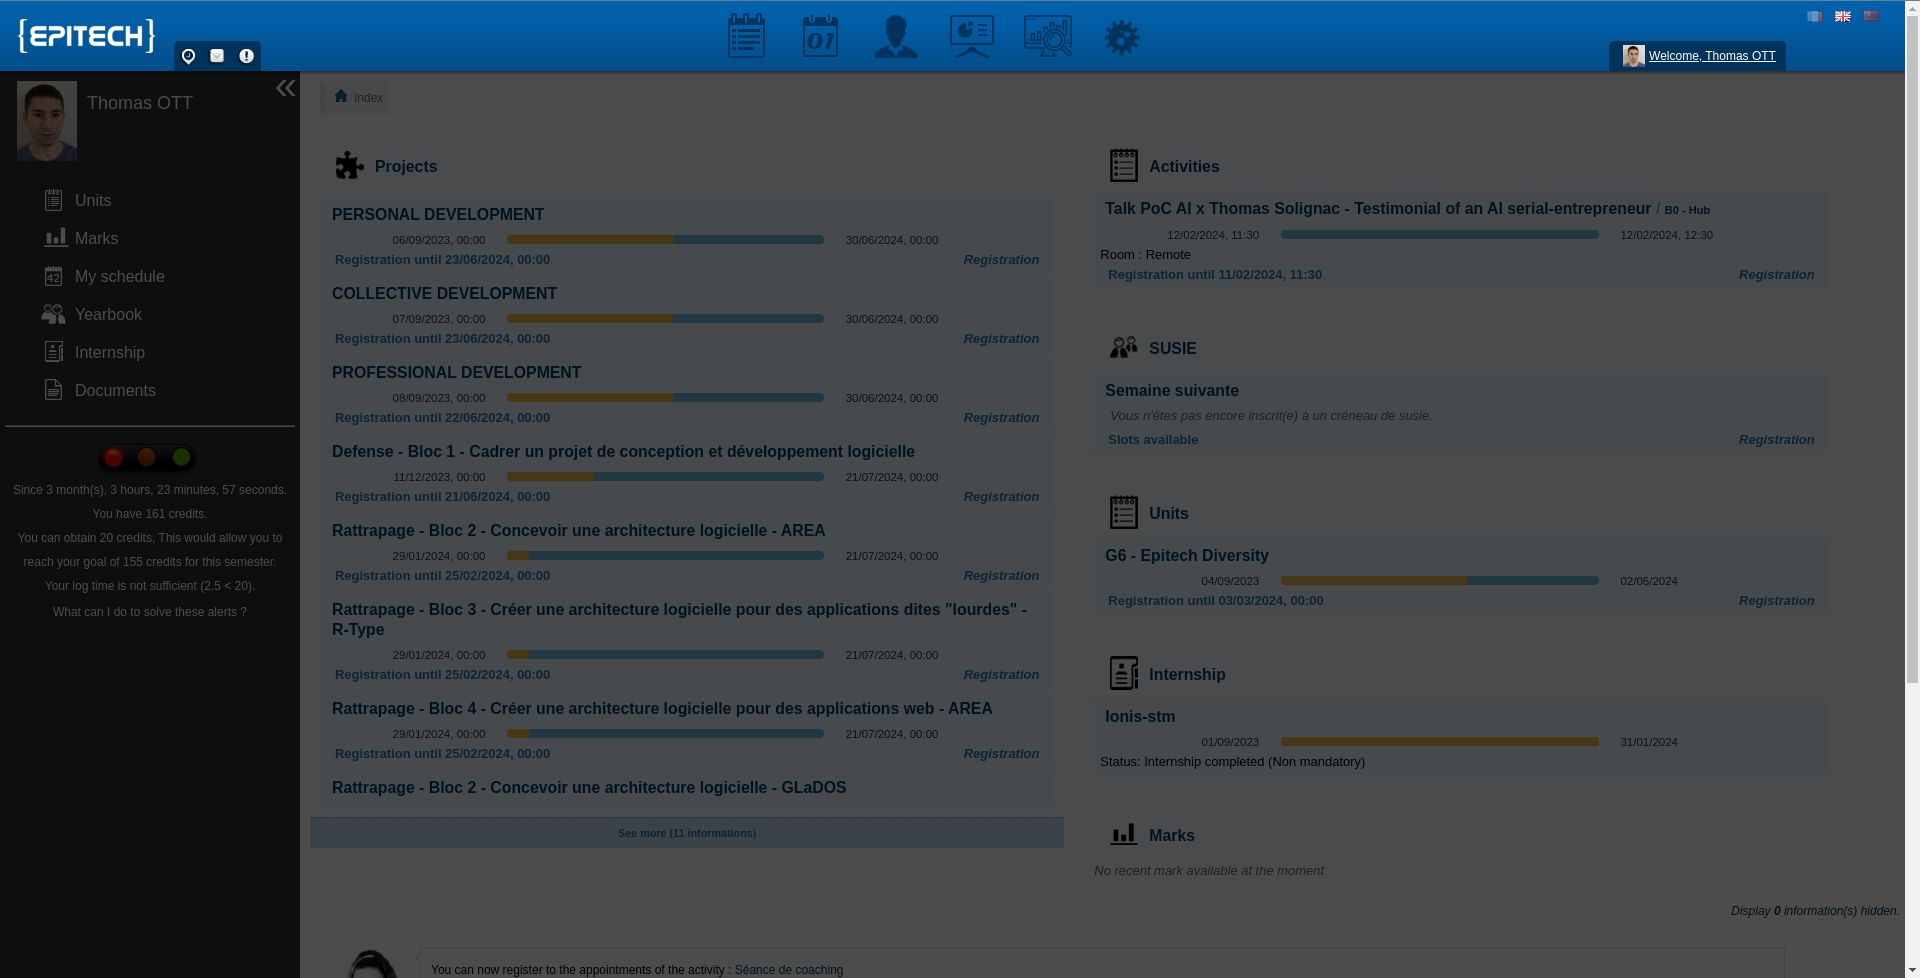 {EPITECH}
01
Welcome, Thomas OTT
Thomas OTT
Units
Marks
42
My schedule
Yearbook
Internship
Documents
Since 3 month(s), 3 hours, 23 minutes, 57 seconds.
You have 161 credits.
You can obtain 20 credits, This would allow you to
reach your goal of 155 credits for this semester.
Your log time is not sufficient (2.5 < 20).
What can I do to solve these alerts ?
Index
Projects
PERSONAL DEVELOPMENT
06/09/2023, 00:00 30/06/2024, 00:00
Registration until 23/06/2024, 00:00 Registration
COLLECTIVE DEVELOPMENT
07/09/2023, 00:00 30/06/2024, 00:00
Registration until 23/06/2024, 00:00 Registration
PROFESSIONAL DEVELOPMENT
08/09/2023, 00:00 30/06/2024, 00:00
Registration until 22/06/2024, 00:00 Registration
Defense - Bloc 1 - Cadrer un projet de conception et développement logicielle
11/12/2023, 00:00 21/07/2024, 00:00
Registration until 21/06/2024, 00:00 Registration
Rattrapage - Bloc 2 - Concevoir une architecture logicielle - AREA
29/01/2024, 00:00 21/07/2024, 00:00
Registration until 25/02/2024, 00:00 Registration
Rattrapage - Bloc 3 - Créer une architecture logicielle pour des applications dites "lourdes" -
R-Type
29/01/2024, 00:00 21/07/2024, 00:00
Registration until 25/02/2024, 00:00 Registration
Rattrapage - Bloc 4 - Créer une architecture logicielle pour des applications web - AREA
29/01/2024, 00:00 21/07/2024, 00:00
Registration until 25/02/2024, 00:00 Registration
Rattrapage - Bloc 2 - Concevoir une architecture logicielle - GLaDOS
See more (11 informations)
Activities
Talk PoC AI x Thomas Solignac - Testimonial of an AI serial-entrepreneur / B0 - Hub
12/02/2024, 11:30 12/02/2024, 12:30
Room : Remote
Registration until 11/02/2024, 11:30 Registration
SUSIE
Semaine suivante
Vous n'êtes pas encore inscrit(e) à un créneau de susie.
Slots available Registration
Units
G6 - Epitech Diversity
04/09/2023 02/06/2024
Registration until 03/03/2024, 00:00 Registration
Internship
Ionis-stm
01/09/2023 31/01/2024
Status: Internship completed (Non mandatory)
Marks
No recent mark available at the moment
Display 0 information(s) hidden.
You can now register to the appointments of the activity : Séance de coaching